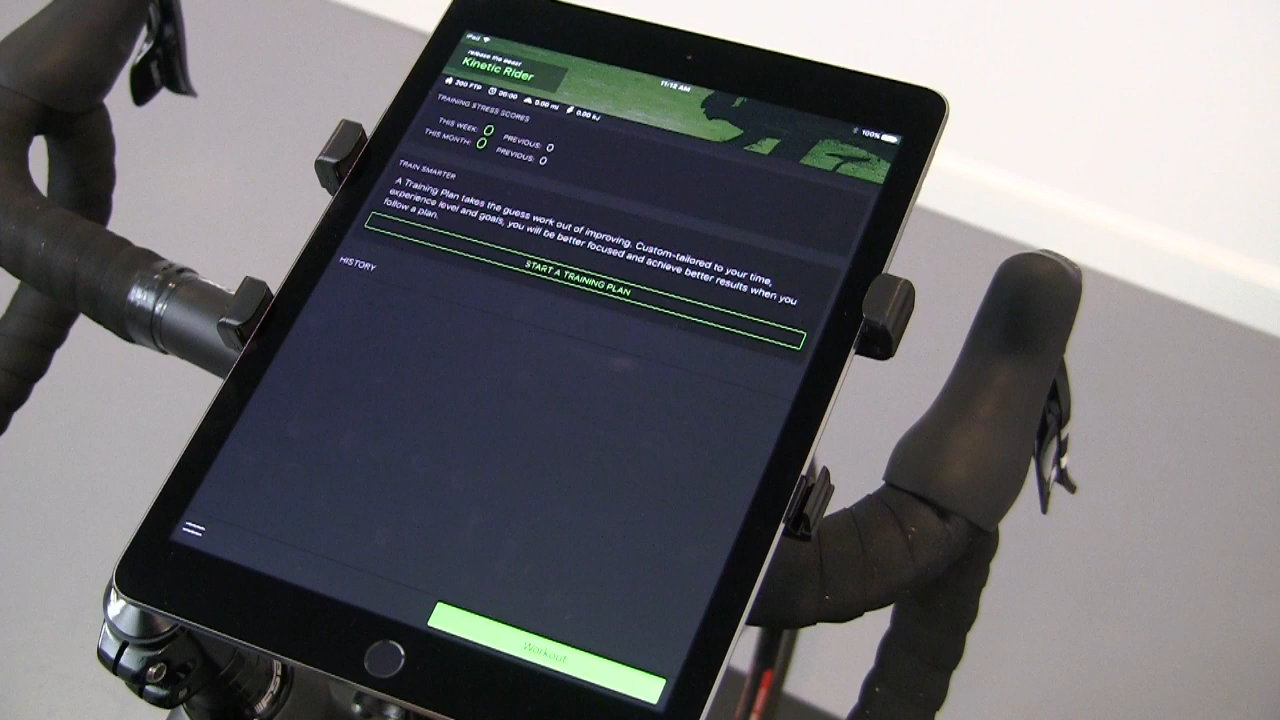 iPad
11:12 AM
100%
release the beast
Kinetic Rider
200 FTP 00:00 0.00 mi 0.00 kJ
TRAINING STRESS SCORES
THIS WEEK: 0 PREVIOUS: 0
THIS MONTH: 0 PREVIOUS: 0
TRAIN SMARTER
A Training Plan takes the guess work out of improving. Custom-tailored to your time,
experience level and goals, you will be better focused and achieve better results when you
follow a plan.
START A TRAINING PLAN
HISTORY
Workout